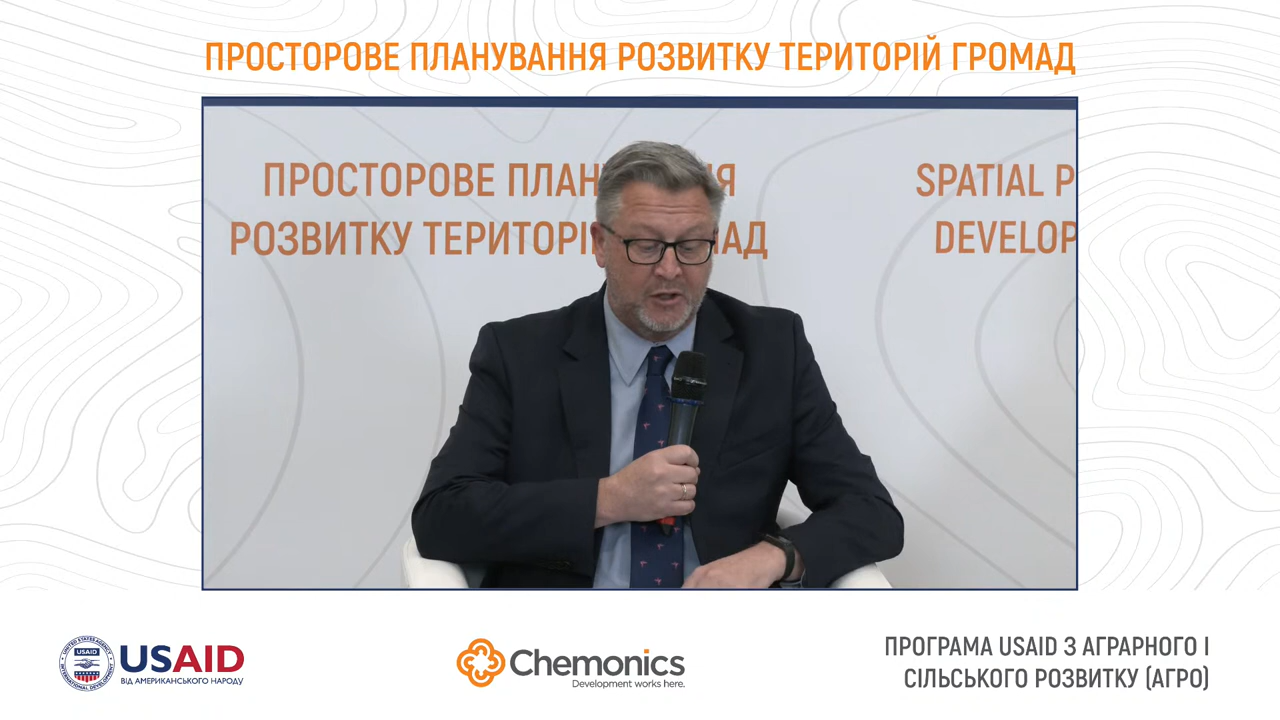 ПРОСТОРОВЕ ПЛАНУВАННЯ РОЗВИТКУ ТЕРИТОРІЙ ГРОМАД
ПРОСТОРОВЕ ПЛАН
РОЗВИТКУ ТЕРИТОРІ
SPATIAL P
DEVELOP
USAID
USAID
ВІД АМЕРИКАНСЬКОГО НАРОДУ
Chemonics
Development works here.
ПРОГРАМА USAID З АГРАРНОГО І
СІЛЬСЬКОГО РОЗВИТКУ (АГРО)